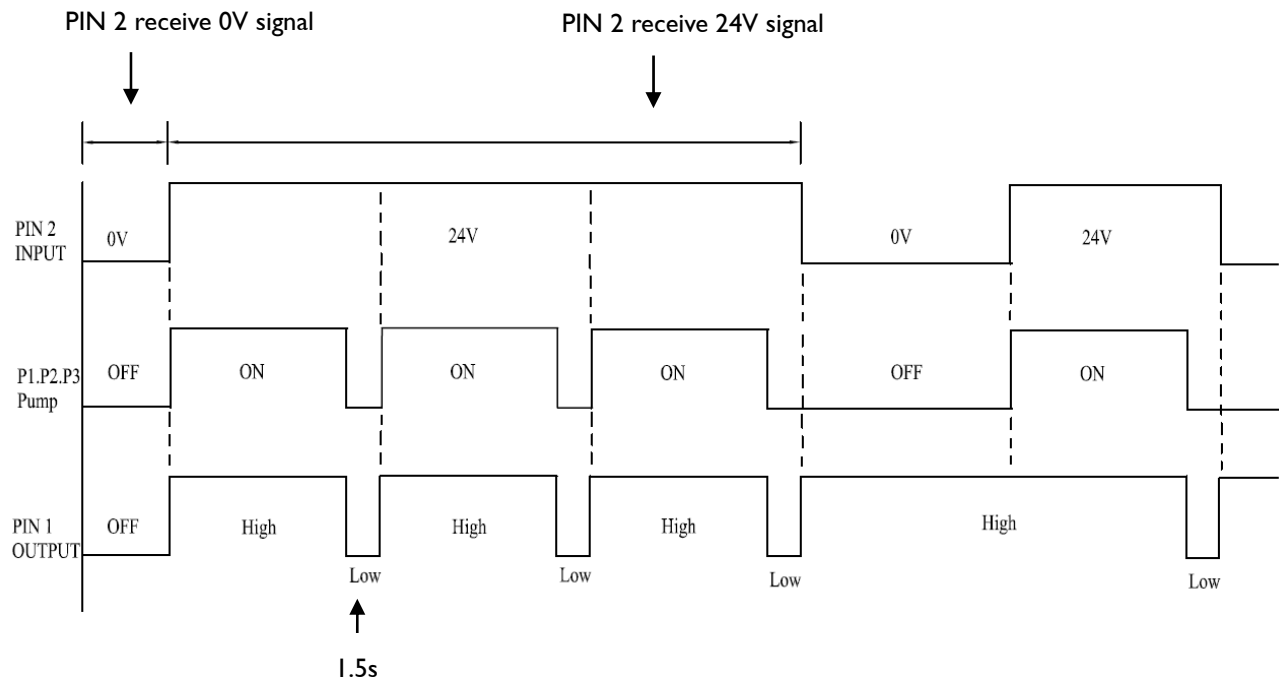 PIN 2 receive 0V signal
PIN 2 receive 24V signal
PIN 2
INPUT
0V
24V
0V
24V
P1.P2.P3
Pump
OFF
ON
ON
ON
OFF
ON
PIN 1
OUTPUT
OFF
High
High
High
High
Low
Low
Low
Low
1.5s